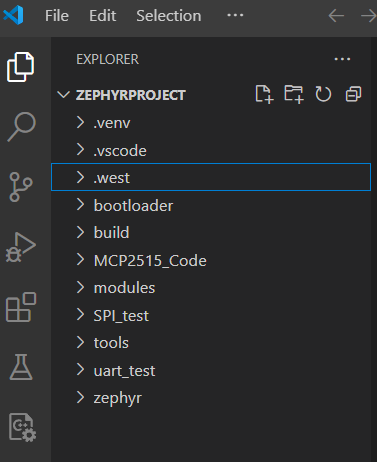 File Edit Selection ...
EXPLORER ...
ZEPHYRPROJECT
.venv
.vscode
.west
bootloader
build
MCP2515_Code
modules
SPI_test
tools
uart_test
zephyr